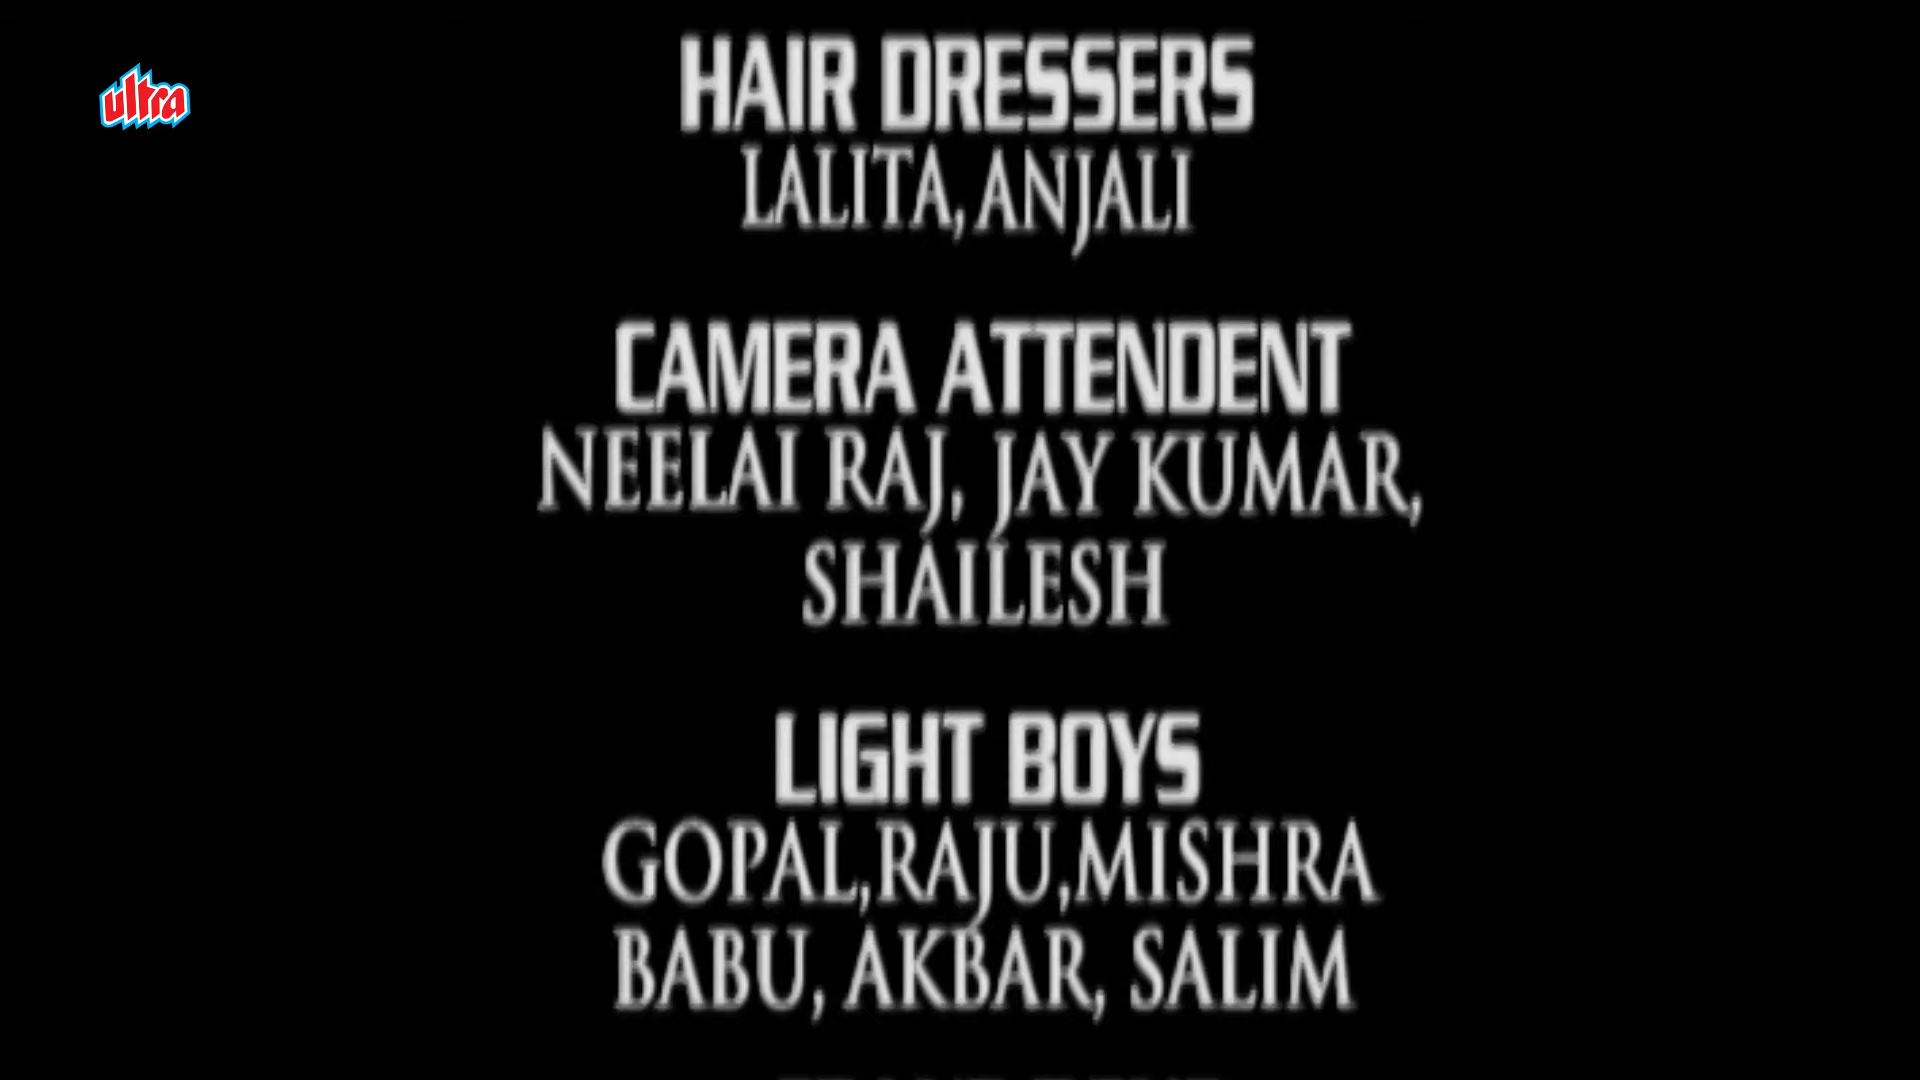 ultra
HAIR DRESSERS
LALITA, ANJALI
CAMERA ATTENDENT
NEELAI RAJ, JAY KUMAR,
SHAILESH
LIGHT BOYS
GOPAL,RAJU,MISHRA
BABU, AKBAR, SALIM